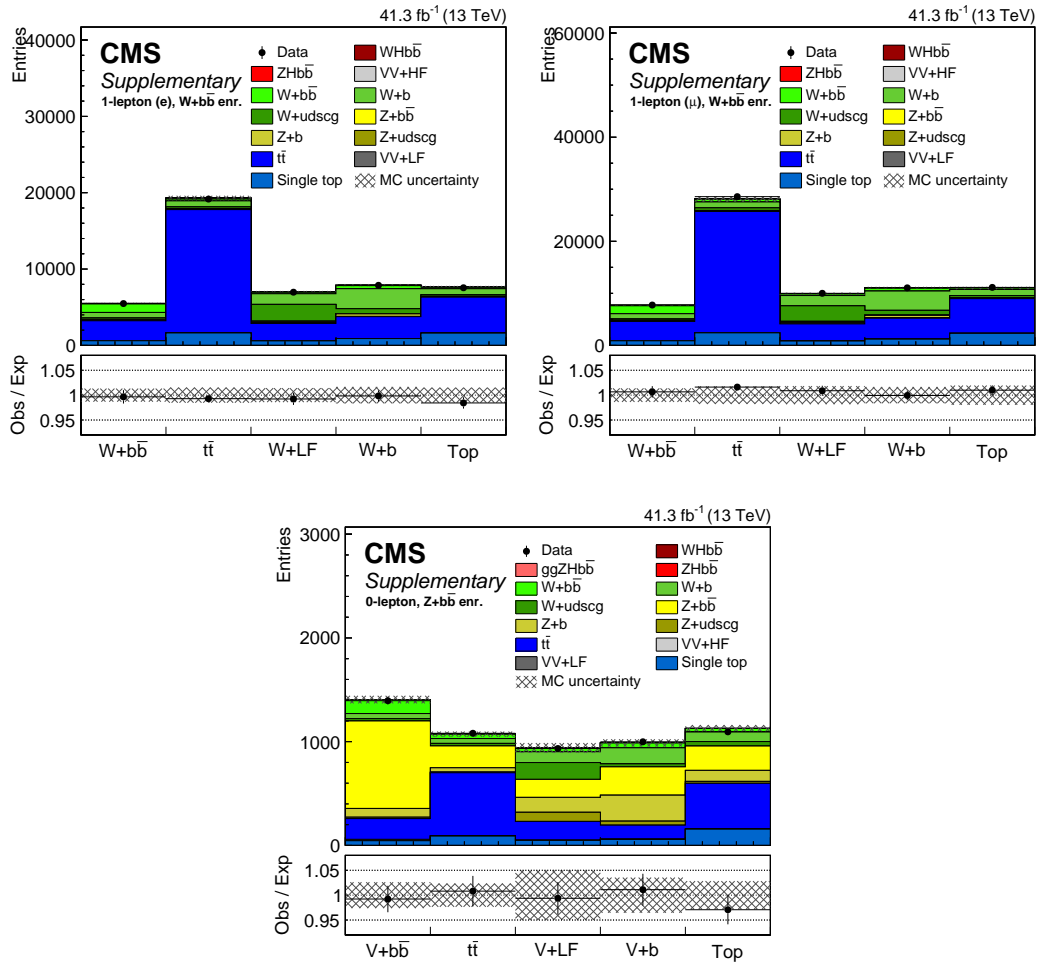 41.3 fb⁻¹ (13 TeV)
Entries
40000
30000
20000
10000
0
CMS
Supplementary
1-lepton (e), W+bb̅ enr.
Data
WHbb̅
ZHbb̅
VV+HF
W+bb̅
W+b
W+udscg
Z+bb̅
Z+b
Z+udscg
tt̅
VV+LF
Single top
MC uncertainty
Obs / Exp
1.05
1
0.95
W+bb̅
tt̅
W+LF
W+b
Top
41.3 fb⁻¹ (13 TeV)
Entries
60000
40000
20000
0
CMS
Supplementary
1-lepton (μ), W+bb̅ enr.
Data
WHbb̅
ZHbb̅
VV+HF
W+bb̅
W+b
W+udscg
Z+bb̅
Z+b
Z+udscg
tt̅
VV+LF
Single top
MC uncertainty
Obs / Exp
1.05
1
0.95
W+bb̅
tt̅
W+LF
W+b
Top
41.3 fb⁻¹ (13 TeV)
Entries
3000
2000
1000
0
CMS
Supplementary
0-lepton, Z+bb̅ enr.
Data
WHbb̅
ggZHbb̅
ZHbb̅
W+bb̅
W+b
W+udscg
Z+bb̅
Z+b
Z+udscg
tt̅
VV+HF
VV+LF
Single top
MC uncertainty
Obs / Exp
1.05
1
0.95
V+bb̅
tt̅
V+LF
V+b
Top